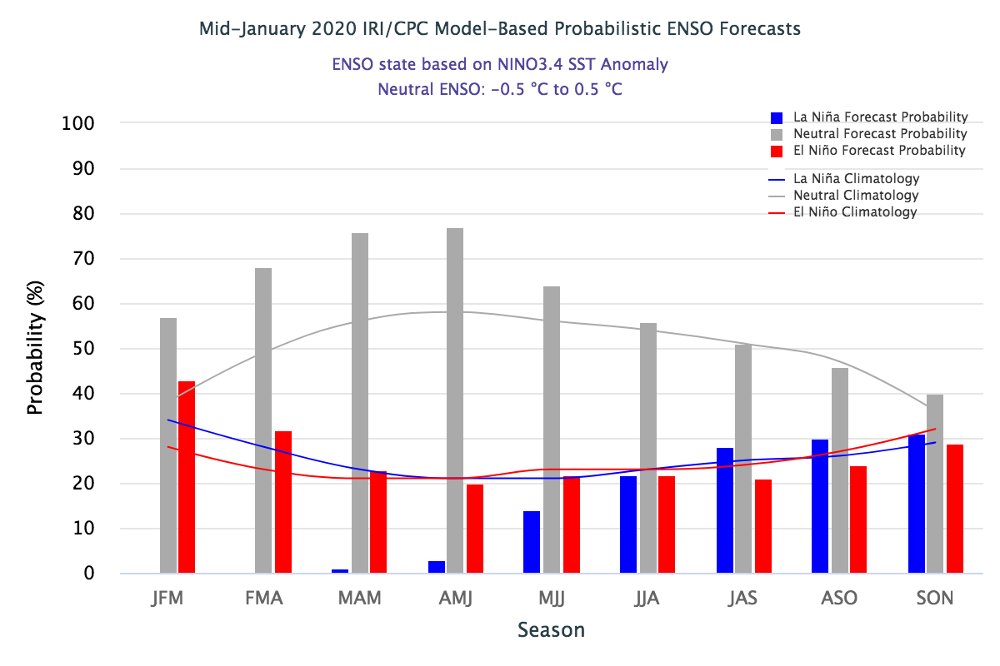 Mid-January 2020 IRI/CPC Model-Based Probabilistic ENSO Forecasts
ENSO state based on NINO3.4 SST Anomaly
Neutral ENSO: -0.5 °C to 0.5 °C
La Niña Forecast Probability
Neutral Forecast Probability
El Niño Forecast Probability
La Niña Climatology
Neutral Climatology
El Niño Climatology
Probability (%)
100
90
80
70
60
50
40
30
20
10
0
JFM FMA MAM AMJ MJJ JJA JAS ASO SON
Season